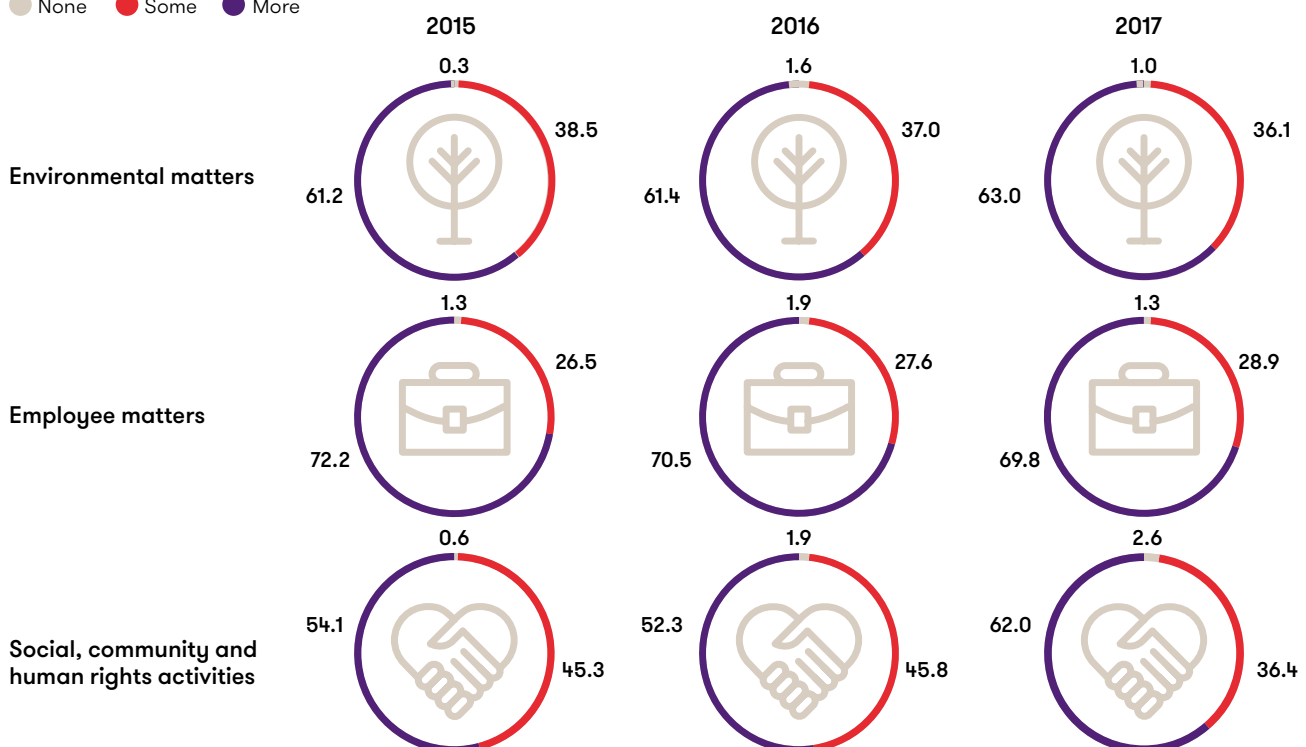 None Some More
2015 2016 2017
0.3 1.6 1.0
38.5 37.0 36.1
Environmental matters
61.2 61.4 63.0
1.3 1.9 1.3
26.5 27.6 28.9
Employee matters
72.2 70.5 69.8
0.6 1.9 2.6
54.1 52.3 62.0
Social, community and
human rights activities
45.3 45.8 36.4